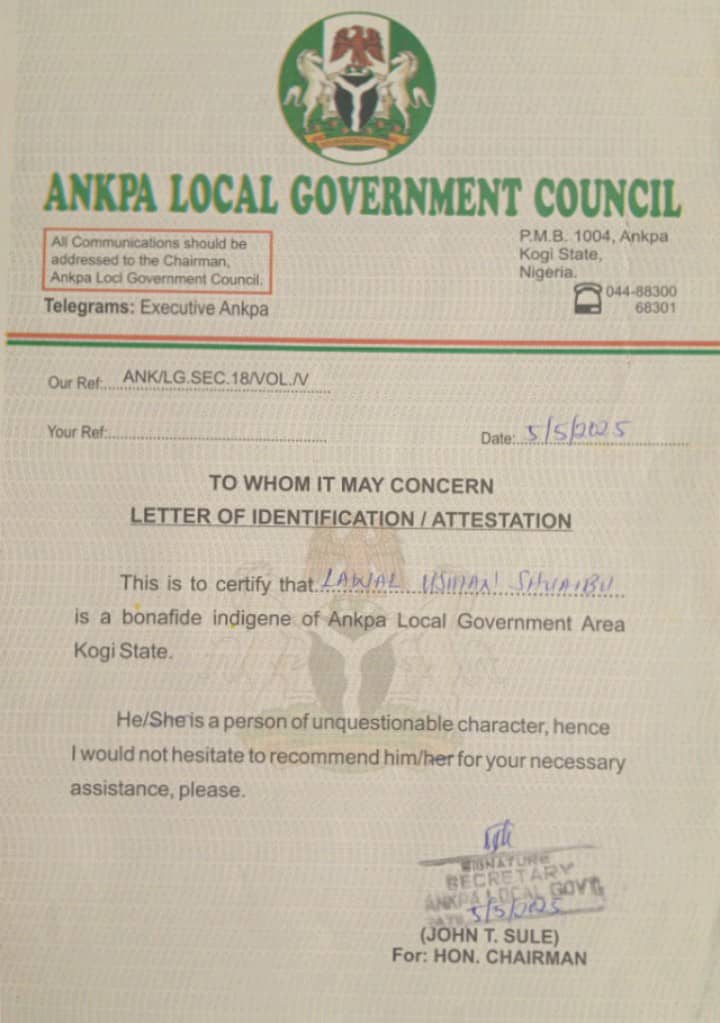 ANKPA LOCAL GOVERNMENT COUNCIL
All Communications should be
addressed to the Chairman,
Ankpa Locl Government Council.
Telegrams: Executive Ankpa
P.M.B. 1004, Ankpa
Kogi State,
Nigeria.
044-88300
68301
Our Ref:... ANK/LG.SEC.18/VOL./V
Your Ref:
Date: 5/5/2025
TO WHOM IT MAY CONCERN
LETTER OF IDENTIFICATION / ATTESTATION
This is to certify that LAWAL USMAN SHUAIBU
is a bonafide indigene of Ankpa Local Government Area
Kogi State.
He/She is a person of unquestionable character, hence
I would not hesitate to recommend him/her for your necessary
assistance, please.
SIGNATURE
SECRETARY
ANKPA LOCAL GOVT.
DATE 5/5/2025
(JOHN T. SULE)
For: HON. CHAIRMAN